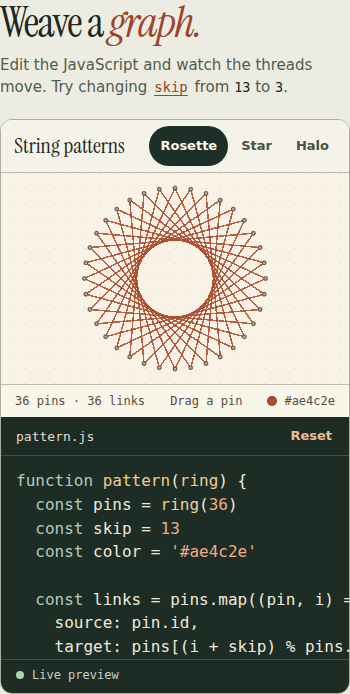 Weave a graph.
Edit the JavaScript and watch the threads
move. Try changing skip from 13 to 3.
String patterns Rosette Star Halo
36 pins · 36 links Drag a pin #ae4c2e
pattern.js Reset
function pattern(ring) {
  const pins = ring(36)
  const skip = 13
  const color = '#ae4c2e'

  const links = pins.map((pin, i) =
    source: pin.id,
    target: pins[(i + skip) % pins.
Live preview